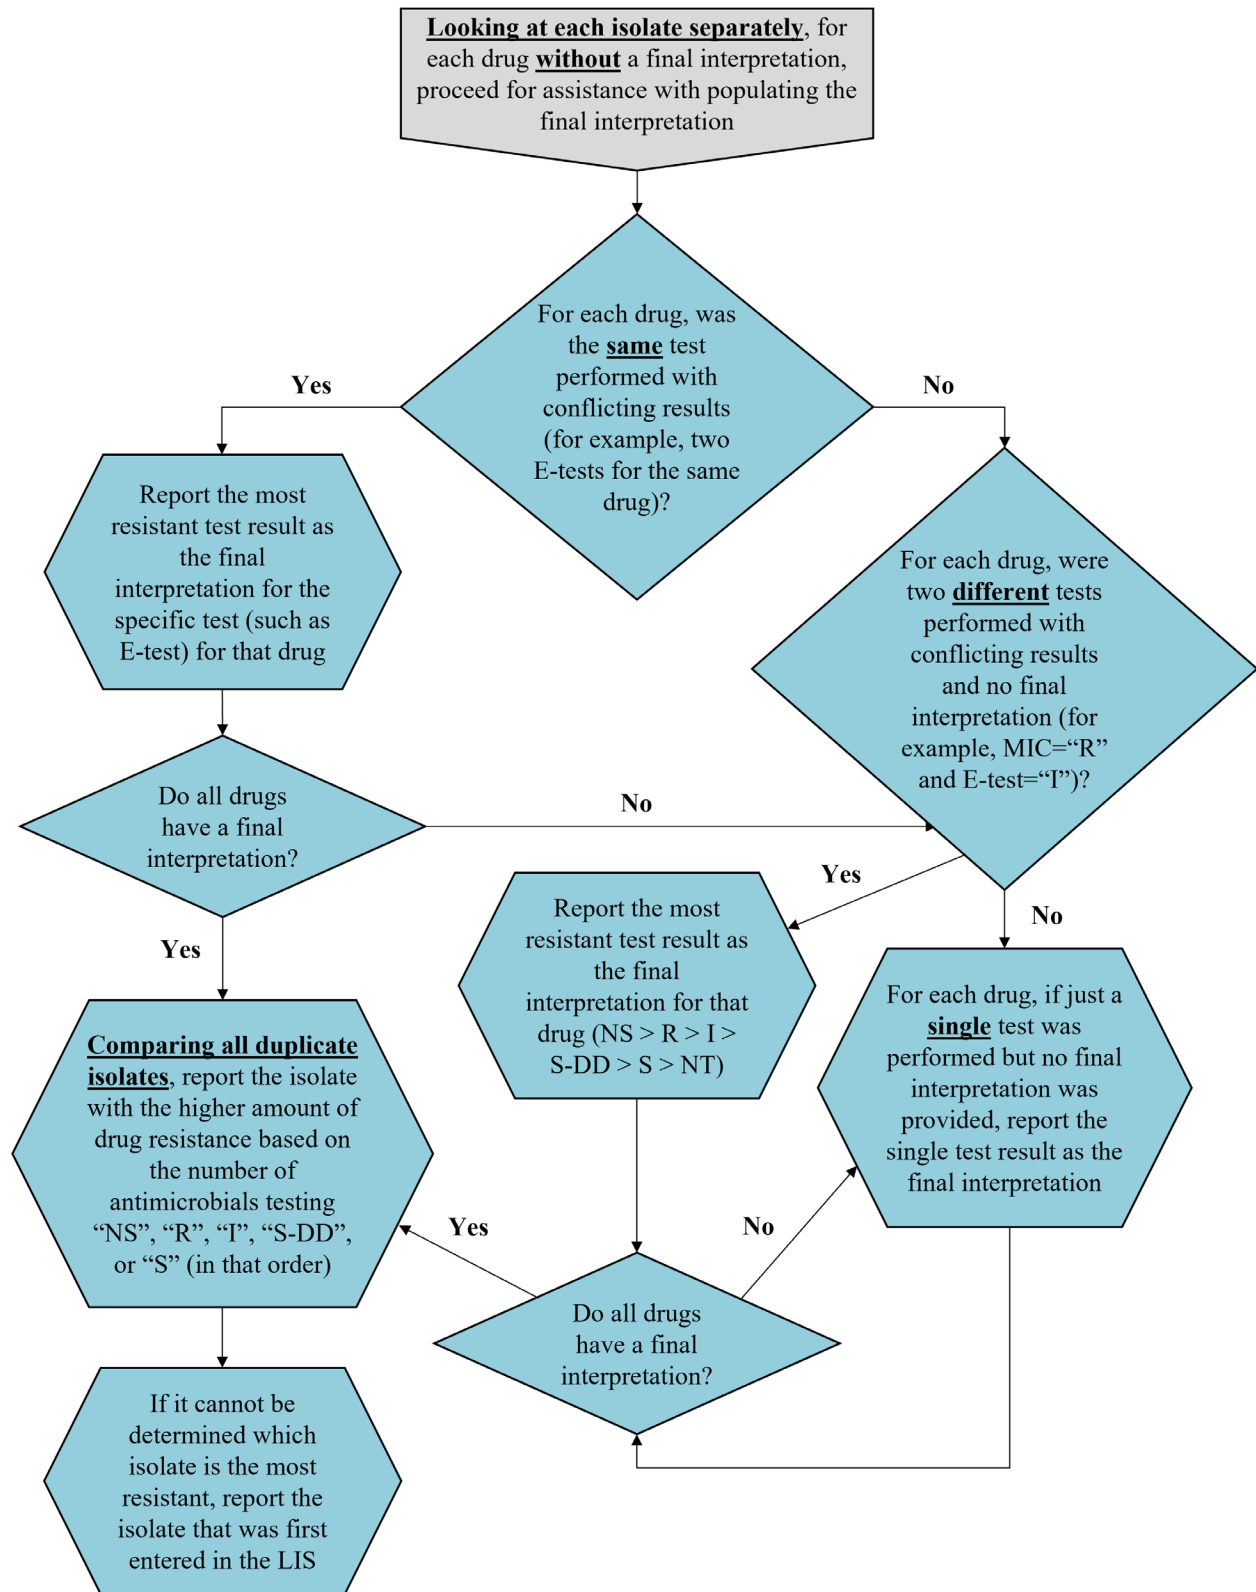 Looking at each isolate separately, for
each drug without a final interpretation,
proceed for assistance with populating the
final interpretation
For each drug, was
the same test
performed with
conflicting results
(for example, two
E-tests for the same
drug)?
Yes
No
Report the most
resistant test result as
the final
interpretation for the
specific test (such as
E-test) for that drug
For each drug, were
two different tests
performed with
conflicting results
and no final
interpretation (for
example, MIC=“R”
and E-test=“I”)?
Do all drugs
have a final
interpretation?
No
Yes
Yes
No
Report the most
resistant test result as
the final
interpretation for that
drug (NS > R > I >
S-DD > S > NT)
For each drug, if just a
single test was
performed but no final
interpretation was
provided, report the
single test result as the
final interpretation
Comparing all duplicate
isolates, report the isolate
with the higher amount of
drug resistance based on
the number of
antimicrobials testing
“NS”, “R”, “I”, “S-DD”,
or “S” (in that order)
Yes
No
Do all drugs
have a final
interpretation?
If it cannot be
determined which
isolate is the most
resistant, report the
isolate that was first
entered in the LIS